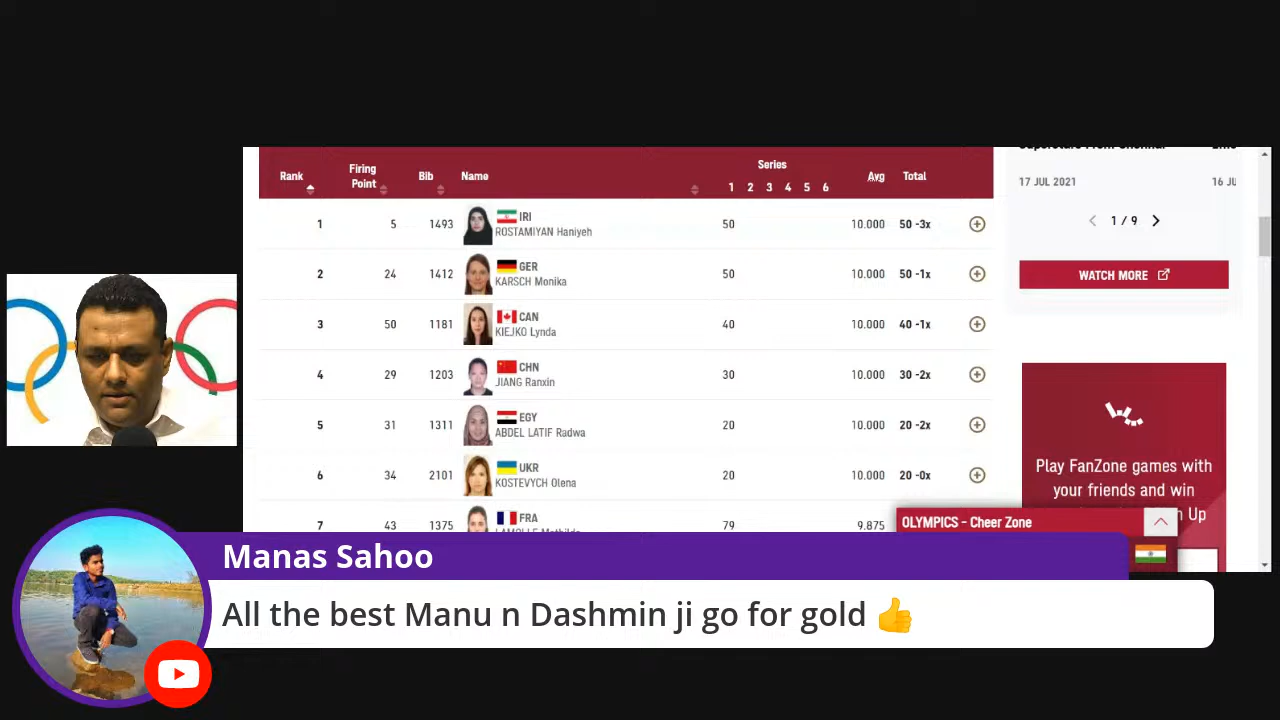 Series
Rank Firing Point Bib Name 1 2 3 4 5 6 Avg Total
1 5 1493 IRI ROSTAMIYAN Haniyeh 50 10.000 50 -3x
2 24 1412 GER KARSCH Monika 50 10.000 50 -1x
3 50 1181 CAN KIEJKO Lynda 40 10.000 40 -1x
4 29 1203 CHN JIANG Ranxin 30 10.000 30 -2x
5 31 1311 EGY ABDEL LATIF Radwa 20 10.000 20 -2x
6 34 2101 UKR KOSTEVYCH Olena 20 10.000 20 -0x
7 43 1375 FRA 79 9.875
17 JUL 2021
1 / 9
WATCH MORE
Play FanZone games with
your friends and win
Up
OLYMPICS - Cheer Zone
Manas Sahoo
All the best Manu n Dashmin ji go for gold 👍